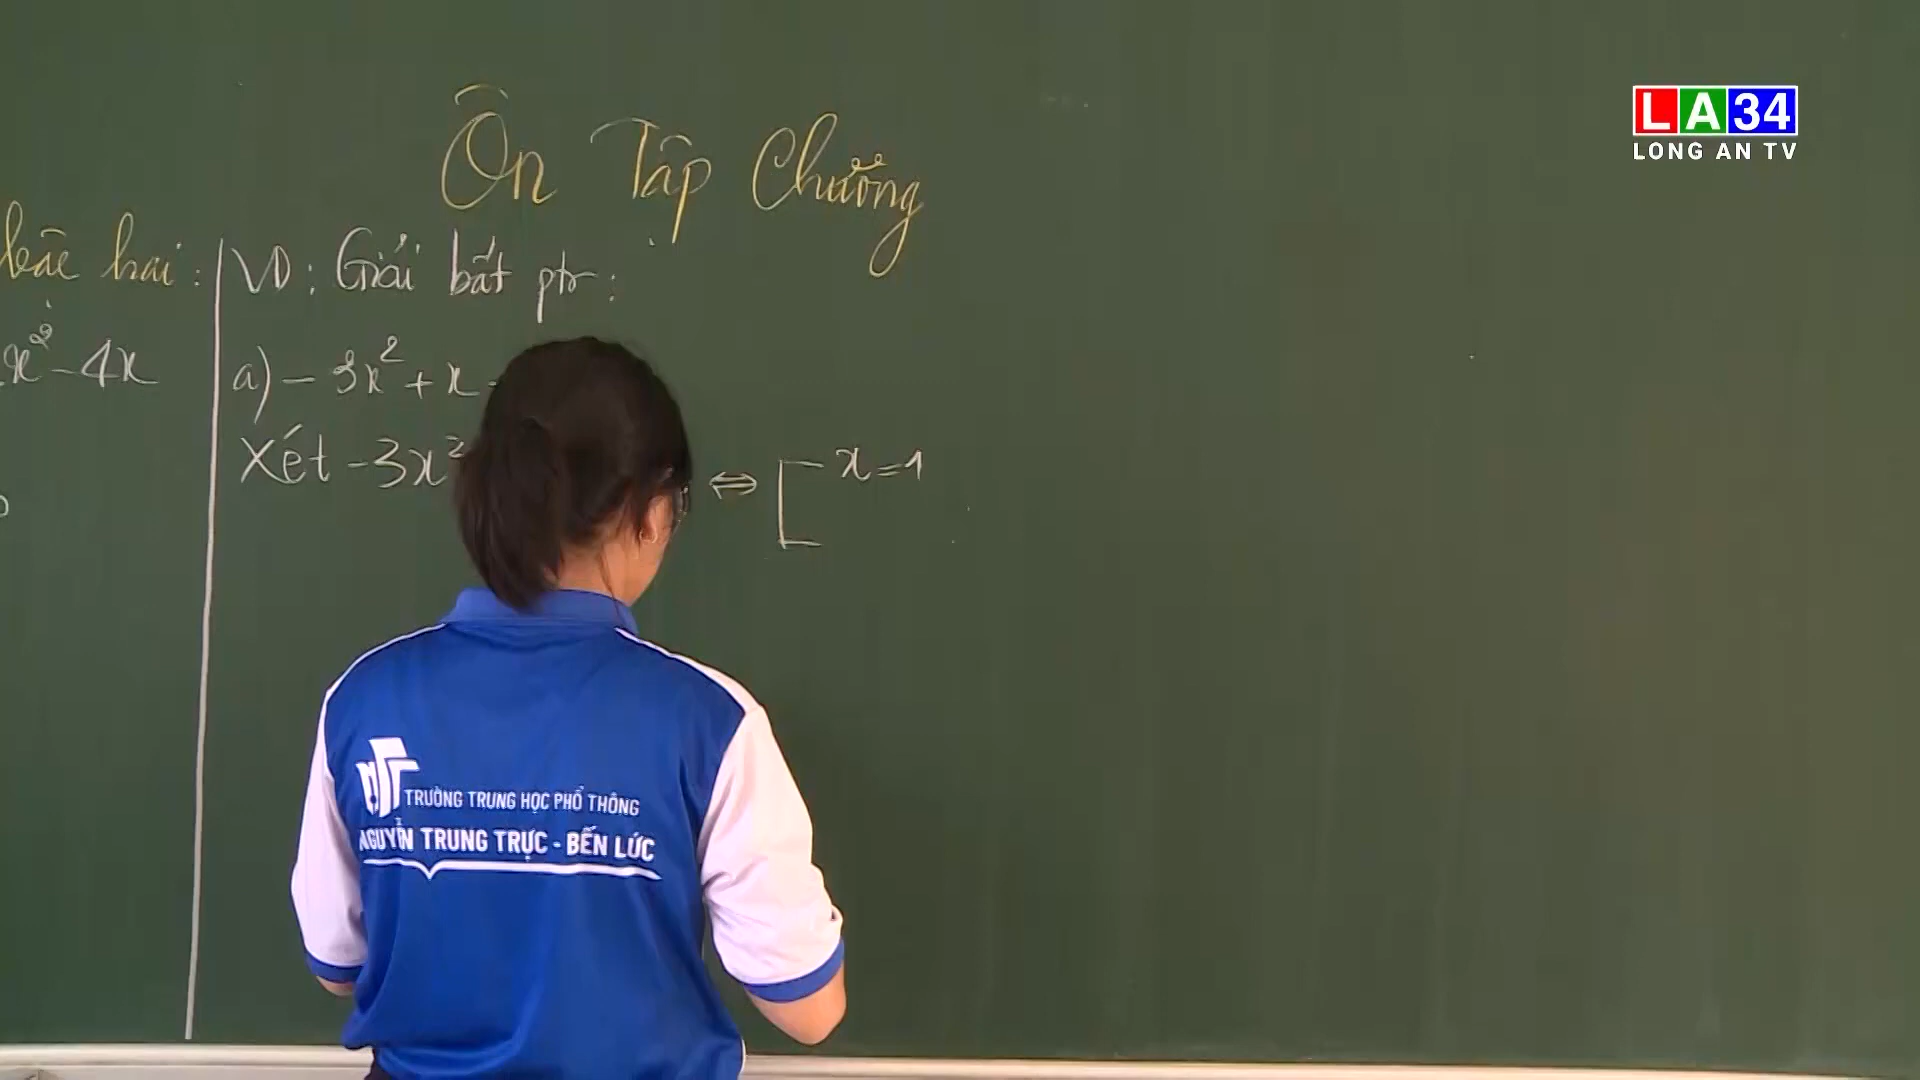 LA34
LONG AN TV
Ôn Tập Chương
bậc hai :
x² - 4x
VD : Giải bất ptr :
a) - 3x² + x -
Xét -3x² ⇔ [ x = 1
TRƯỜNG TRUNG HỌC PHỔ THÔNG
NGUYỄN TRUNG TRỰC - BẾN LỨC